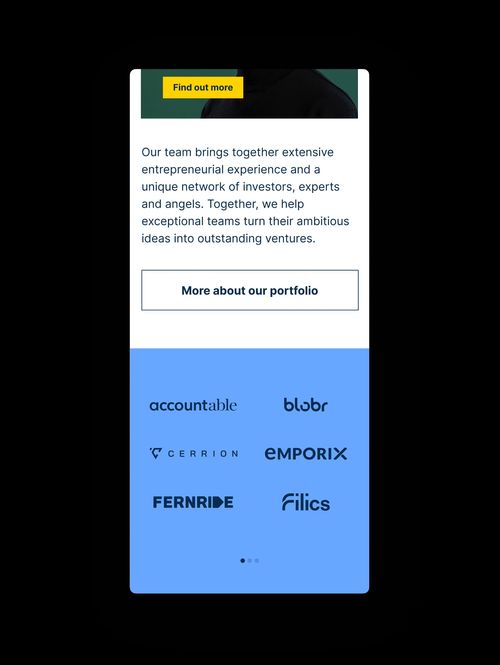 Find out more
Our team brings together extensive
entrepreneurial experience and a
unique network of investors, experts
and angels. Together, we help
exceptional teams turn their ambitious
ideas into outstanding ventures.
More about our portfolio
accountable
blobr
CERRION
eMPORIX
FERNRIDE
Filics